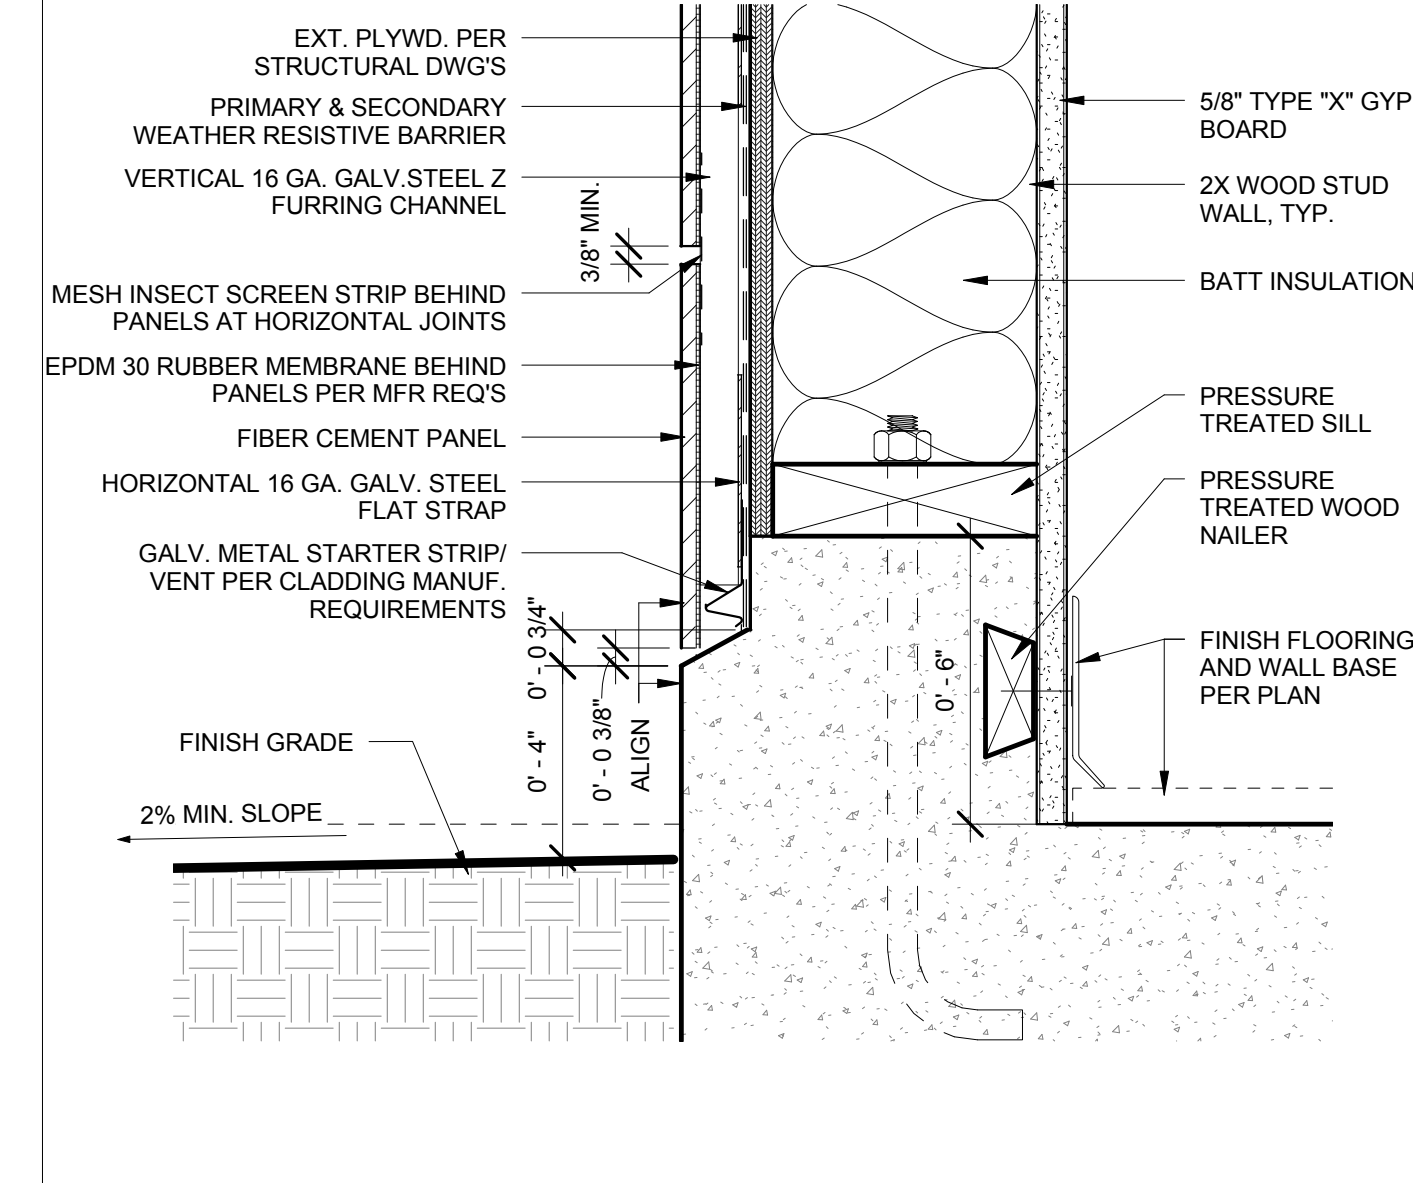 EXT. PLYWD. PER
STRUCTURAL DWG'S
PRIMARY & SECONDARY
WEATHER RESISTIVE BARRIER
VERTICAL 16 GA. GALV.STEEL Z
FURRING CHANNEL
3/8" MIN.
MESH INSECT SCREEN STRIP BEHIND
PANELS AT HORIZONTAL JOINTS
EPDM 30 RUBBER MEMBRANE BEHIND
PANELS PER MFR REQ'S
FIBER CEMENT PANEL
HORIZONTAL 16 GA. GALV. STEEL
FLAT STRAP
GALV. METAL STARTER STRIP/
VENT PER CLADDING MANUF.
REQUIREMENTS
0' - 0 3/4"
0' - 4"
0' - 0 3/8"
ALIGN
FINISH GRADE
2% MIN. SLOPE
0' - 6"
5/8" TYPE "X" GYP
BOARD
2X WOOD STUD
WALL, TYP.
BATT INSULATION
PRESSURE
TREATED SILL
PRESSURE
TREATED WOOD
NAILER
FINISH FLOORING
AND WALL BASE
PER PLAN